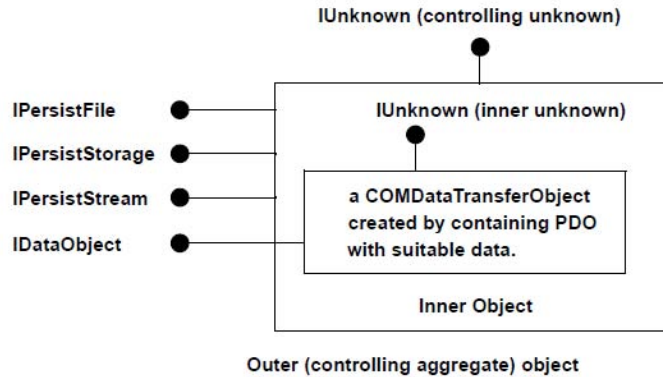 IUnknown (controlling unknown)
IPersistFile
IUnknown (inner unknown)
IPersistStorage
IPersistStream
IDataObject
a COMDataTransferObject
created by containing PDO
with suitable data.
Inner Object
Outer (controlling aggregate) object